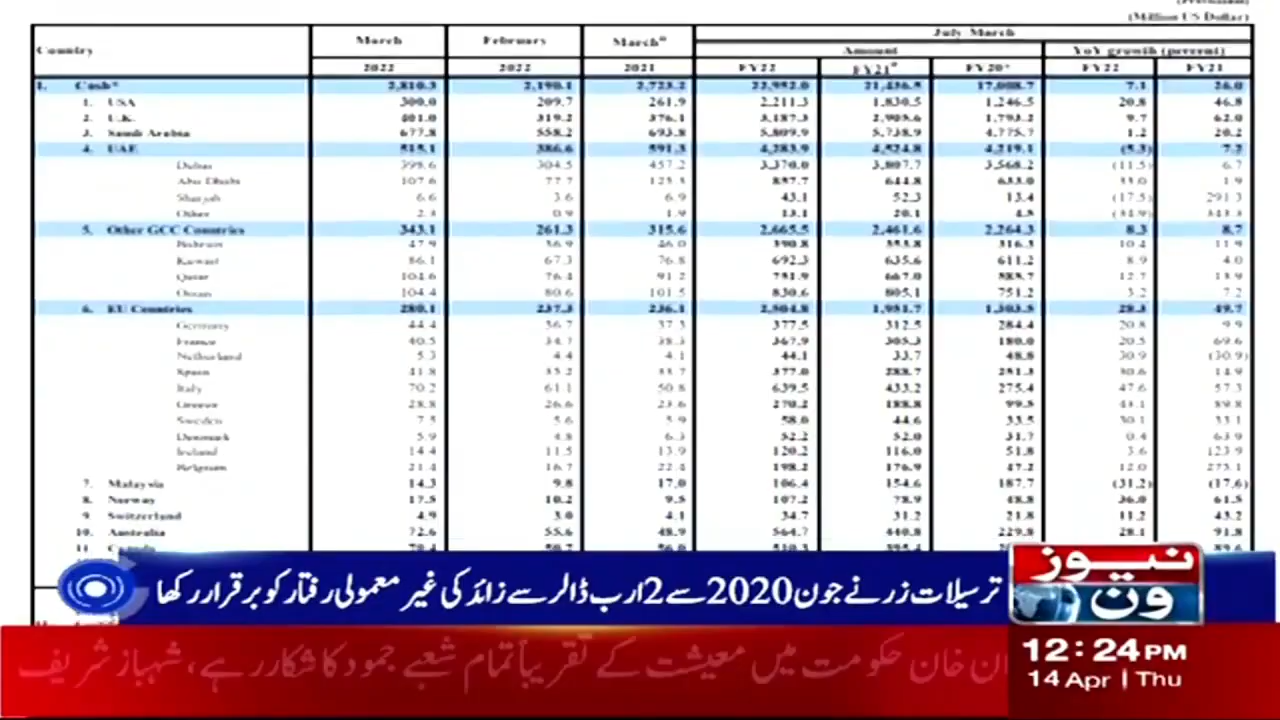 (Million US Dollar)
Country March February March July March
Amount YoY growth (percent)
2022 2022 2021 FY22 FY21 FY20 FY22 FY21
1. Cash* 2,810.3 2,190.1 2,723.2 22,952.0 21,436.5 17,008.7 7.1 26.0
1. USA 300.0 209.7 261.9 2,211.3 1,830.5 1,246.5 20.8 46.8
2. U.K. 401.0 319.2 376.1 3,187.3 2,905.6 1,793.2 9.7 62.0
3. Saudi Arabia 677.8 558.2 693.8 5,809.9 5,738.9 4,775.7 1.2 20.2
4. UAE 515.1 386.6 591.3 4,283.9 4,524.8 4,219.1 (5.3) 7.2
Dubai 398.6 304.5 457.2 3,370.0 3,807.7 3,568.2 (11.5) 6.7
Abu Dhabi 107.6 77.7 125.3 857.7 644.8 633.0 33.0 1.9
Sharjah 6.6 3.6 6.9 43.1 52.3 13.4 (17.5) 291.3
Other 2.3 0.9 1.9 13.1 20.1 4.5 (34.9) 343.3
5. Other GCC Countries 343.1 261.3 315.6 2,665.5 2,461.6 2,264.3 8.3 8.7
Bahrain 47.9 36.9 46.0 390.8 353.8 316.3 10.4 11.9
Kuwait 86.1 67.3 76.8 692.3 635.6 611.2 8.9 4.0
Qatar 104.6 76.4 91.2 751.9 667.0 585.7 12.7 13.9
Oman 104.4 80.6 101.5 830.6 805.1 751.2 3.2 7.2
6. EU Countries 280.1 237.3 236.1 2,504.8 1,951.7 1,303.5 28.3 49.7
Germany 44.4 36.7 37.3 377.5 312.5 284.4 20.8 9.9
France 40.5 34.7 38.3 367.9 305.3 180.0 20.5 69.6
Netherland 5.3 4.4 4.1 44.1 33.7 48.8 30.9 (30.9)
Spain 41.8 33.2 33.7 377.0 288.7 251.3 30.6 14.9
Italy 70.2 61.1 50.8 639.5 433.2 275.4 47.6 57.3
Greece 28.8 26.6 23.6 270.2 188.8 99.5 43.1 89.8
Sweden 7.5 5.6 5.9 58.0 44.6 33.5 30.1 33.1
Denmark 5.9 4.8 6.3 52.2 52.0 31.7 0.4 63.9
Ireland 14.4 11.5 13.9 120.2 116.0 51.8 3.6 123.9
Belgium 21.4 18.7 22.4 198.2 176.9 47.2 12.0 275.1
7. Malaysia 14.3 9.8 17.0 106.4 154.6 187.7 (31.2) (17.6)
8. Norway 17.5 10.2 9.5 107.2 78.9 48.8 36.0 61.5
9. Switzerland 4.9 3.0 4.1 34.7 31.2 21.8 11.2 43.2
10. Australia 72.6 55.6 48.9 564.7 440.8 229.8 28.1 91.8
11. Canada
ترسیلات زر نے جون 2020 سے 2 ارب ڈالر سے زائد کی غیر معمولی رفتار کو برقرار رکھا
نیوز ون
ان خان حکومت میں معیشت کے تقریباً تمام شعبے جمود کا شکار رہے، شہباز شریف
12:24 PM
14 Apr | Thu